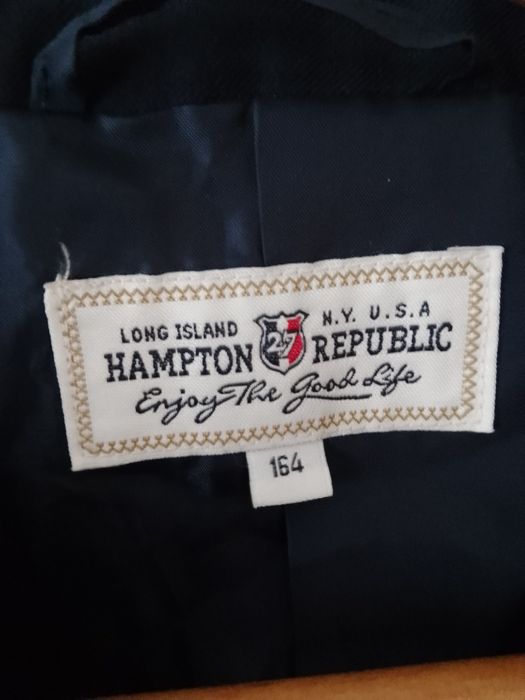 LONG ISLAND N.Y. U.S.A
HAMPTON 27 REPUBLIC
Enjoy The Good Life
164